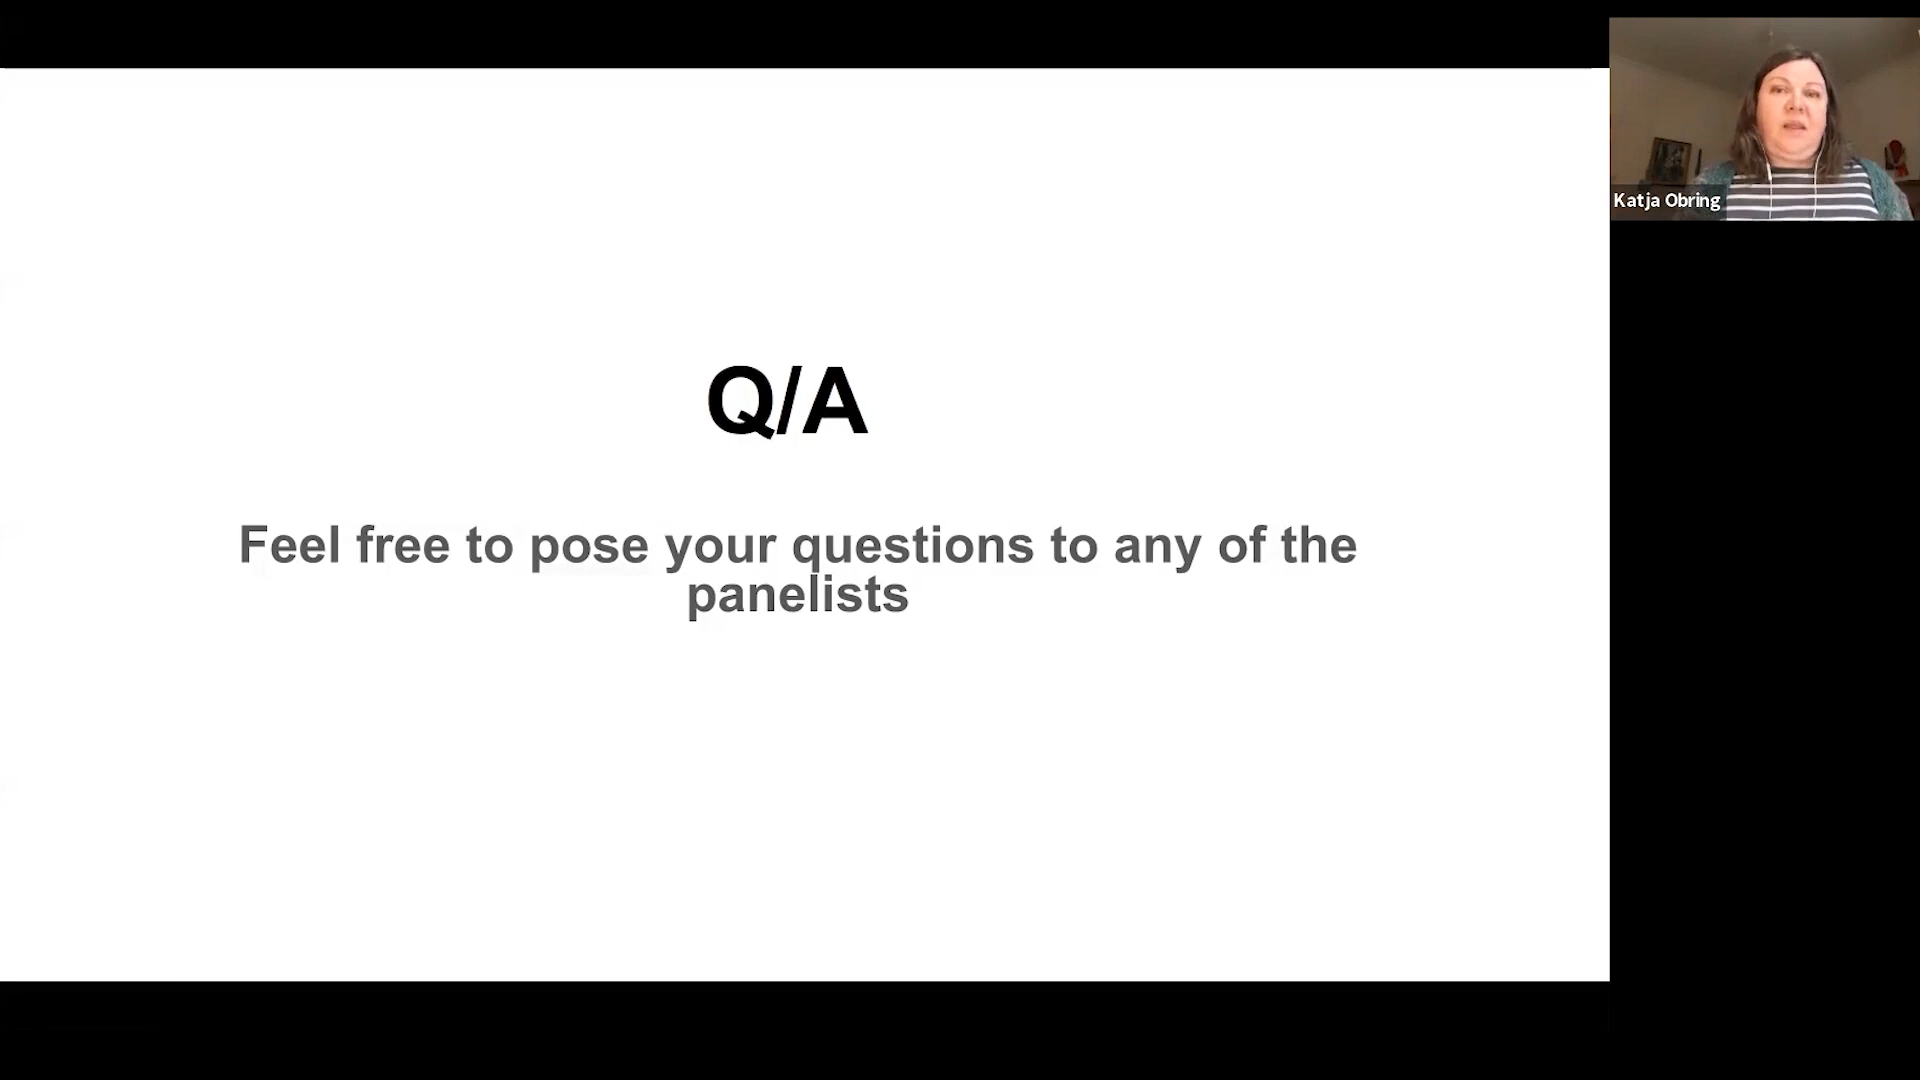 Q/A
Feel free to pose your questions to any of the
panelists
Katja Obring